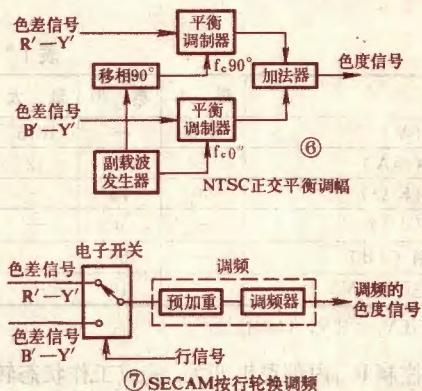 色差信号
R′—Y′
平衡
调制器
移相90°
f_c90°
加法器
色度信号
色差信号
B′—Y′
平衡
调制器
f_c0°
副载波
发生器
⑥
NTSC正交平衡调幅
电子开关
色差信号
R′—Y′
色差信号
B′—Y′
调频
预加重
调频器
调频的
色度信号
行信号
⑦SECAM按行轮换调频